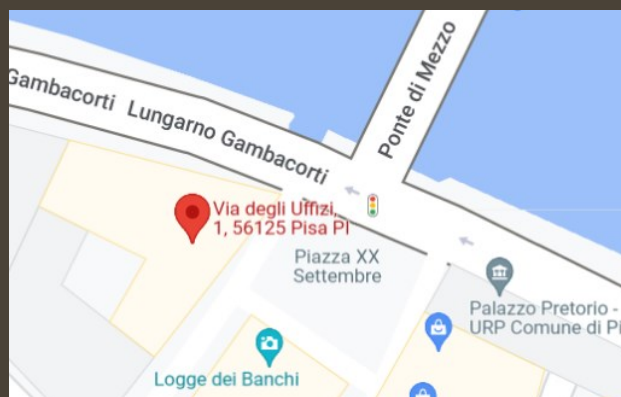 Gambacorti Lungarno Gambacorti
Ponte di Mezzo
Via degli Uffizi,
1, 56125 Pisa PI
Piazza XX
Settembre
Palazzo Pretorio -
URP Comune di Pi
Logge dei Banchi